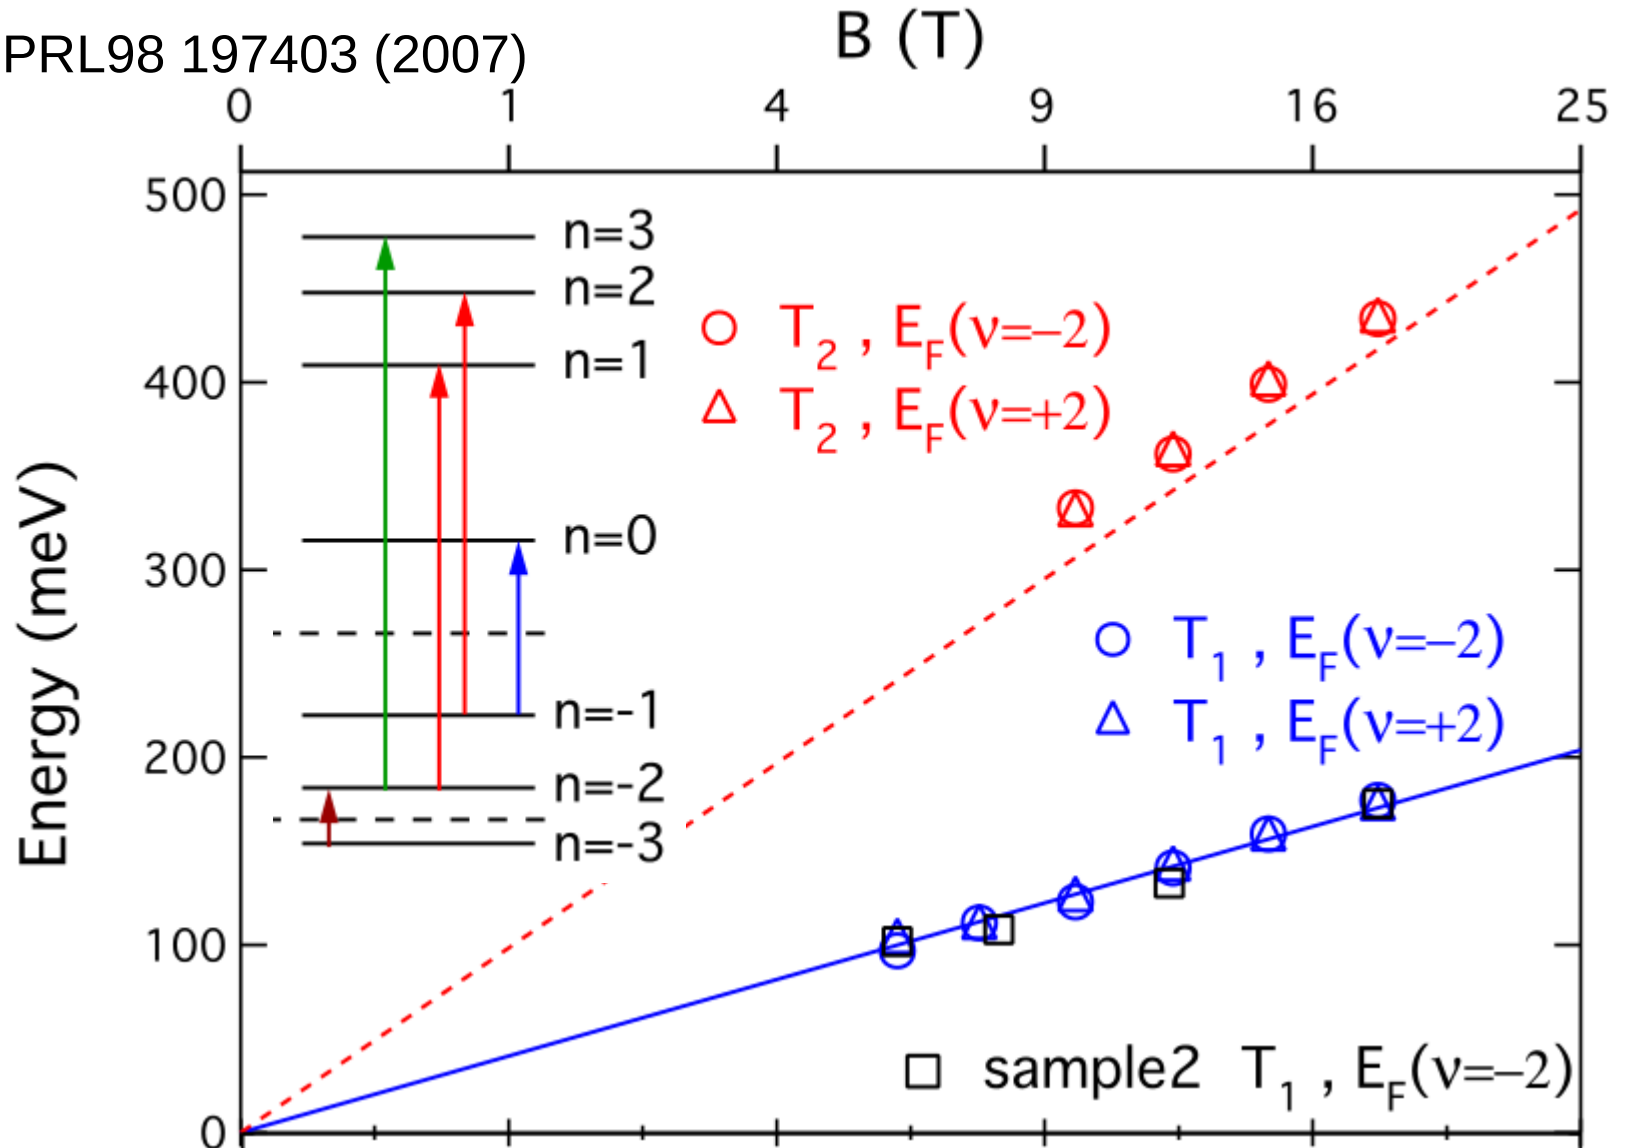 PRL98 197403 (2007)
B (T)
0 1 4 9 16 25
Energy (meV)
500
400
300
200
100
0
n=3
n=2
n=1
n=0
n=-1
n=-2
n=-3
T2 , EF(ν=−2)
T2 , EF(ν=+2)
T1 , EF(ν=−2)
T1 , EF(ν=+2)
sample2 T1 , EF(ν=−2)